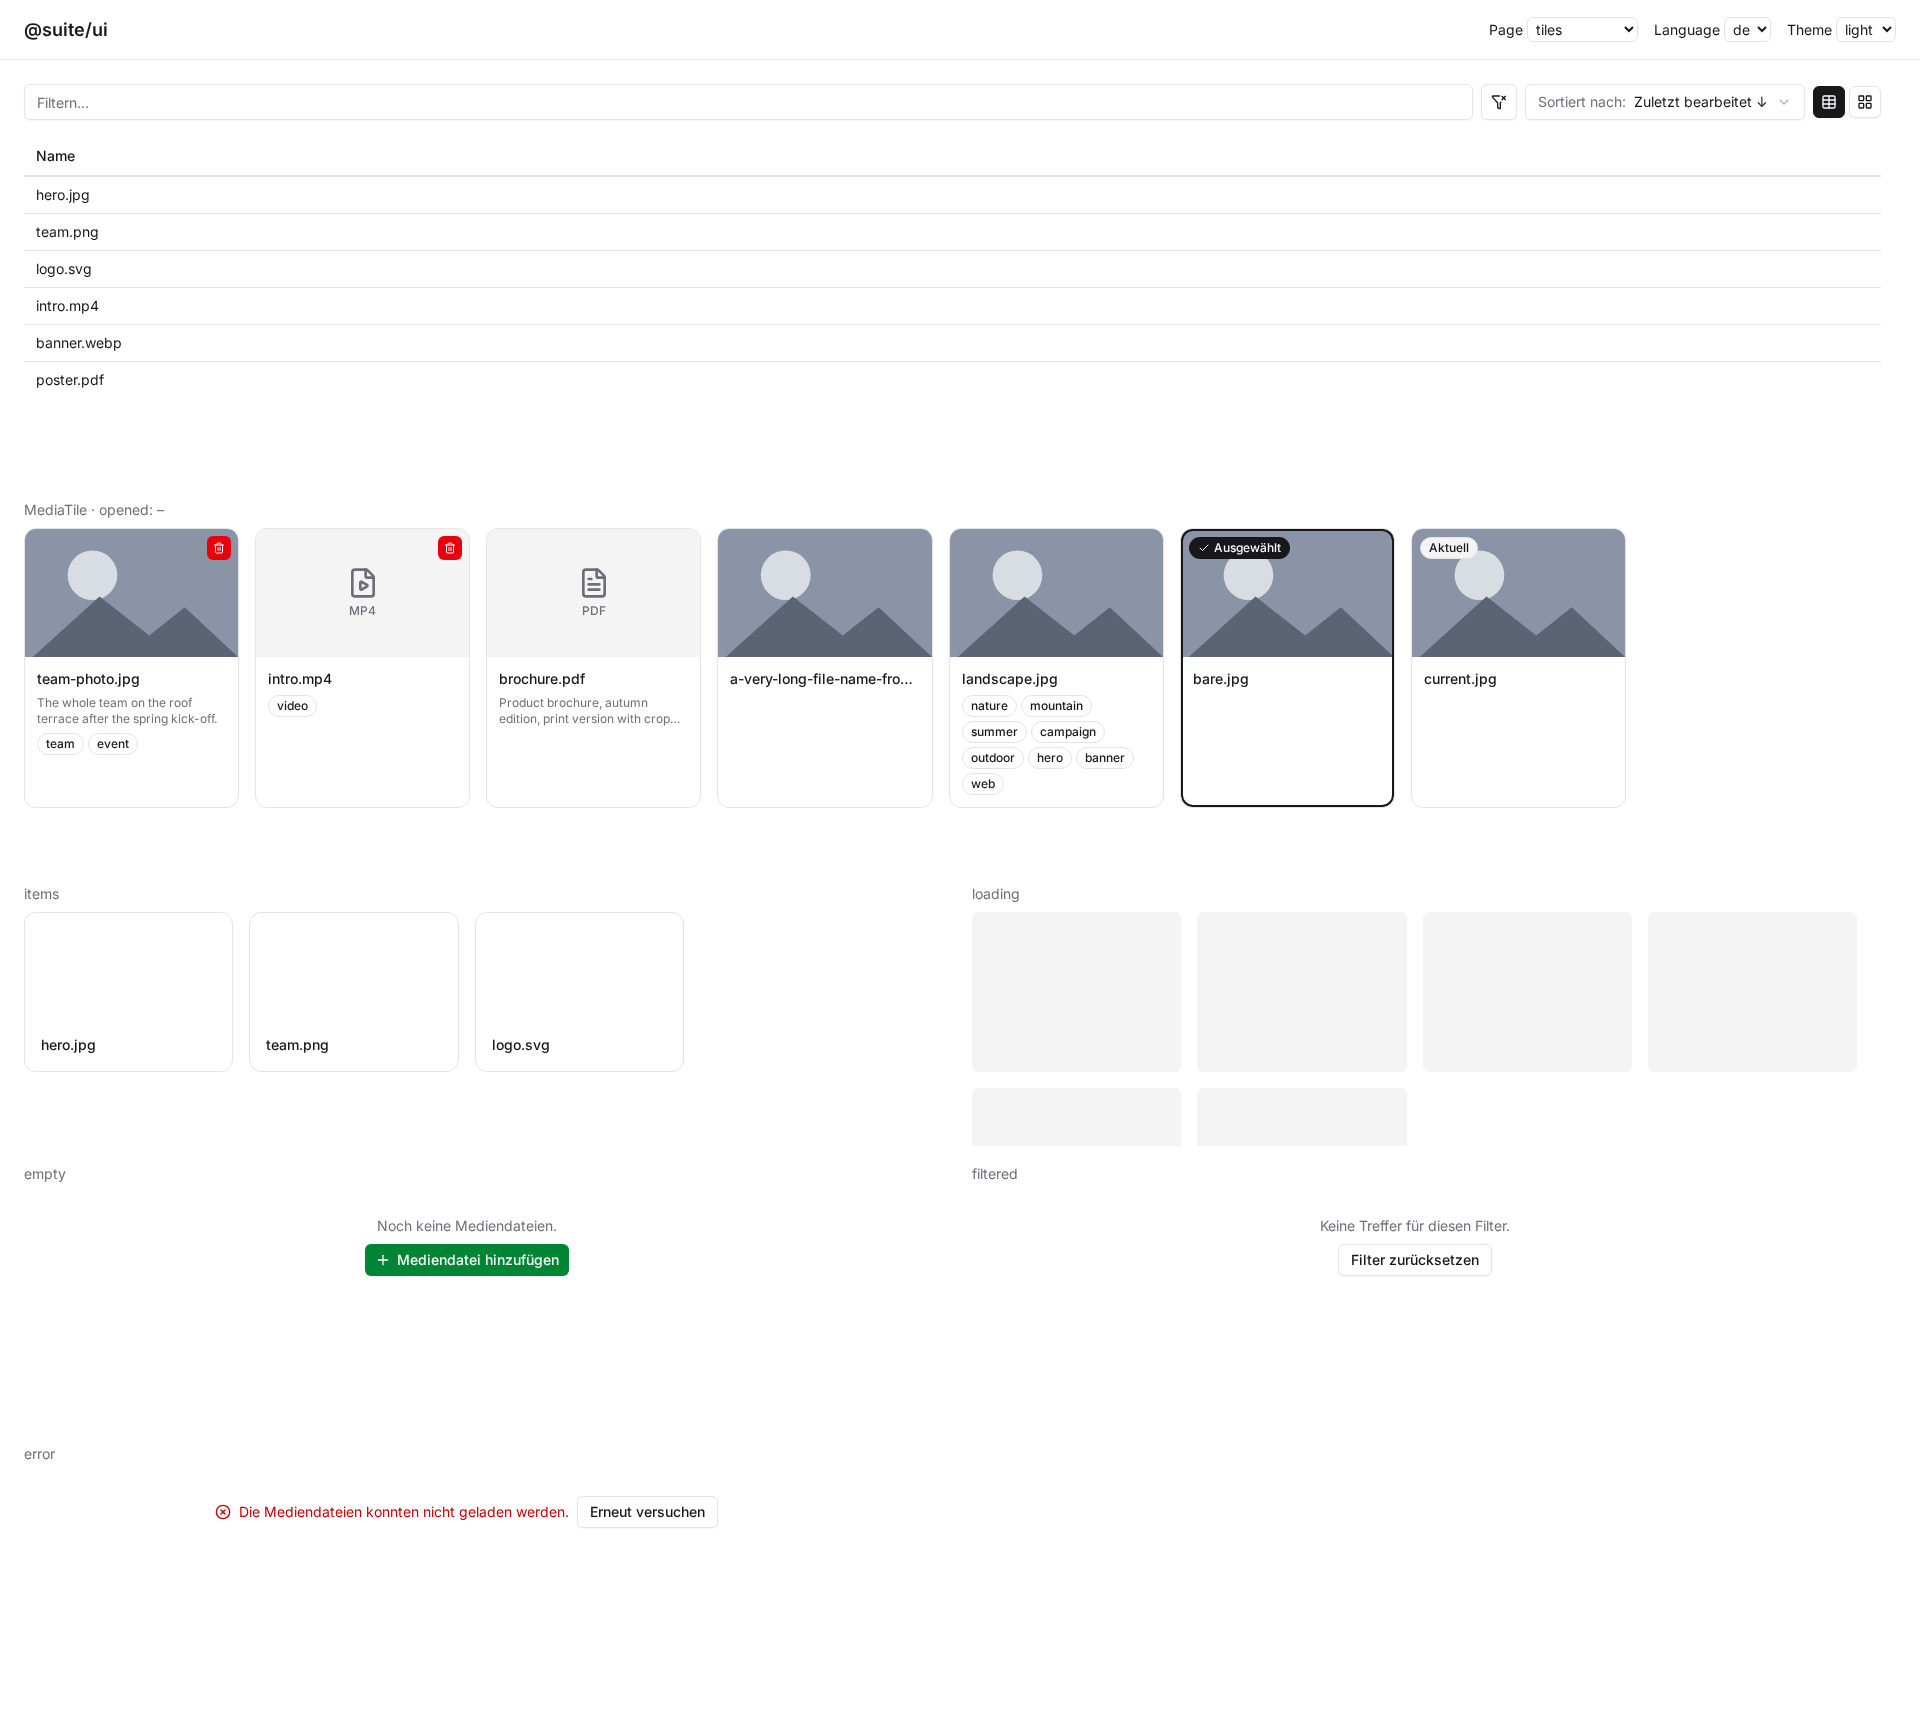 @suite/ui
Page tiles Language de Theme light
Filtern...
Sortiert nach: Zuletzt bearbeitet ↓
Name
hero.jpg
team.png
logo.svg
intro.mp4
banner.webp
poster.pdf
MediaTile · opened: –
MP4
PDF
Ausgewählt
Aktuell
team-photo.jpg
The whole team on the roof
terrace after the spring kick-off.
team event
intro.mp4
video
brochure.pdf
Product brochure, autumn
edition, print version with crop...
a-very-long-file-name-fro...
landscape.jpg
nature mountain
summer campaign
outdoor hero banner
web
bare.jpg
current.jpg
items
hero.jpg
team.png
logo.svg
loading
empty
Noch keine Mediendateien.
Mediendatei hinzufügen
filtered
Keine Treffer für diesen Filter.
Filter zurücksetzen
error
Die Mediendateien konnten nicht geladen werden.
Erneut versuchen